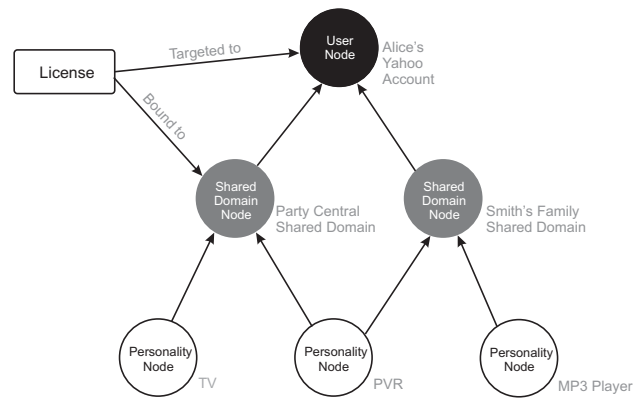 User
Node
Alice's
Yahoo
Account
Targeted to
License
Bound to
Shared
Domain
Node
Party Central
Shared Domain
Shared
Domain
Node
Smith's Family
Shared Domain
Personality
Node
TV
Personality
Node
PVR
Personality
Node
MP3 Player